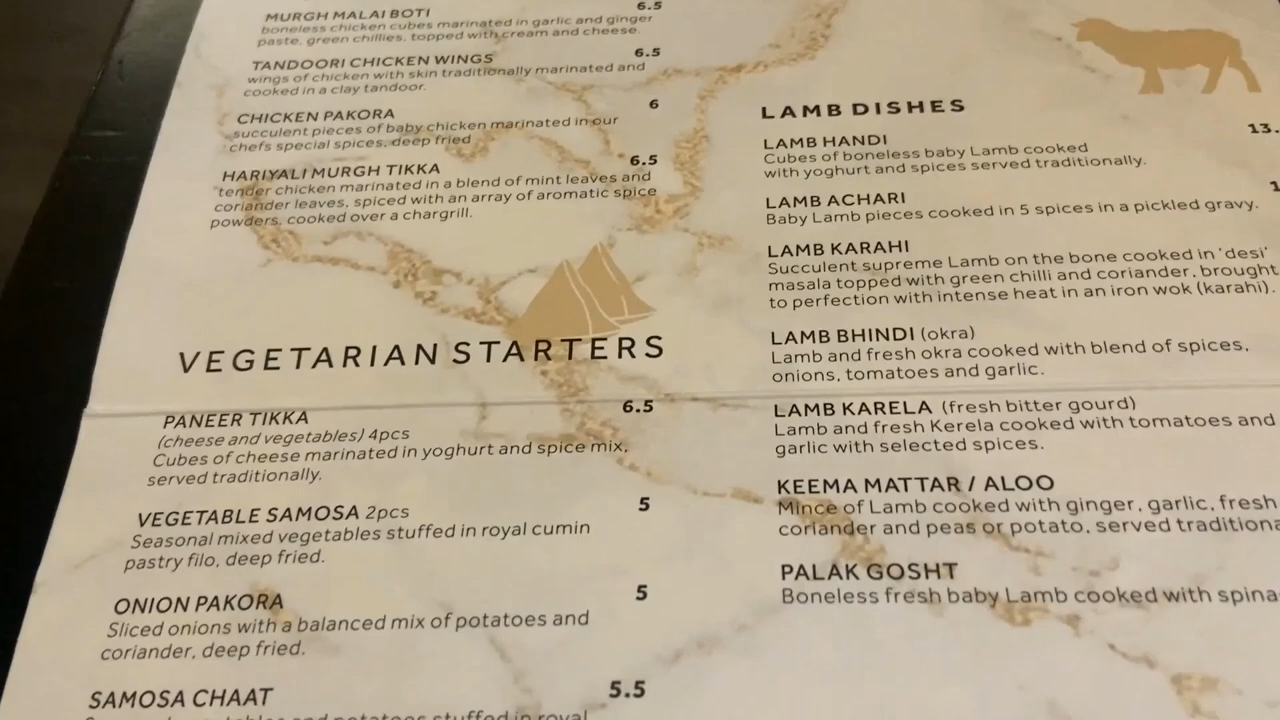 MURGH MALAI BOTI 6.5
boneless chicken cubes marinated in garlic and ginger
paste, green chillies, topped with cream and cheese.
TANDOORI CHICKEN WINGS 6.5
wings of chicken with skin traditionally marinated and
cooked in a clay tandoor.
CHICKEN PAKORA 6
succulent pieces of baby chicken marinated in our
chefs special spices, deep fried
HARIYALI MURGH TIKKA 6.5
tender chicken marinated in a blend of mint leaves and
coriander leaves, spiced with an array of aromatic spice
powders, cooked over a chargrill.
VEGETARIAN STARTERS
PANEER TIKKA 6.5
(cheese and vegetables) 4pcs
Cubes of cheese marinated in yoghurt and spice mix,
served traditionally.
VEGETABLE SAMOSA 2pcs 5
Seasonal mixed vegetables stuffed in royal cumin
pastry filo, deep fried.
ONION PAKORA 5
Sliced onions with a balanced mix of potatoes and
coriander, deep fried.
SAMOSA CHAAT 5.5
and potatoes stuffed in royal
LAMB DISHES
LAMB HANDI 13.
Cubes of boneless baby Lamb cooked
with yoghurt and spices served traditionally.
LAMB ACHARI 1
Baby Lamb pieces cooked in 5 spices in a pickled gravy.
LAMB KARAHI
Succulent supreme Lamb on the bone cooked in 'desi'
masala topped with green chilli and coriander, brought
to perfection with intense heat in an iron wok (karahi).
LAMB BHINDI (okra)
Lamb and fresh okra cooked with blend of spices,
onions, tomatoes and garlic.
LAMB KARELA (fresh bitter gourd)
Lamb and fresh Kerela cooked with tomatoes and
garlic with selected spices.
KEEMA MATTAR / ALOO
Mince of Lamb cooked with ginger, garlic, fresh
coriander and peas or potato, served traditiona
PALAK GOSHT
Boneless fresh baby Lamb cooked with spina